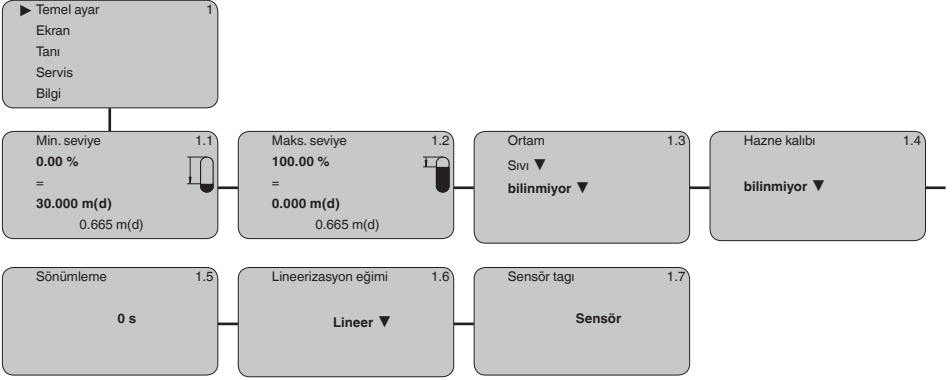 ▶ Temel ayar 1
Ekran
Tanı
Servis
Bilgi
Min. seviye 1.1
0.00 %
=
30.000 m(d)
0.665 m(d)
Maks. seviye 1.2
100.00 %
=
0.000 m(d)
0.665 m(d)
Ortam 1.3
Sıvı ▼
bilinmiyor ▼
Hazne kalıbı 1.4
bilinmiyor ▼
Sönümleme 1.5
0 s
Lineerizasyon eğimi 1.6
Lineer ▼
Sensör tagı 1.7
Sensör